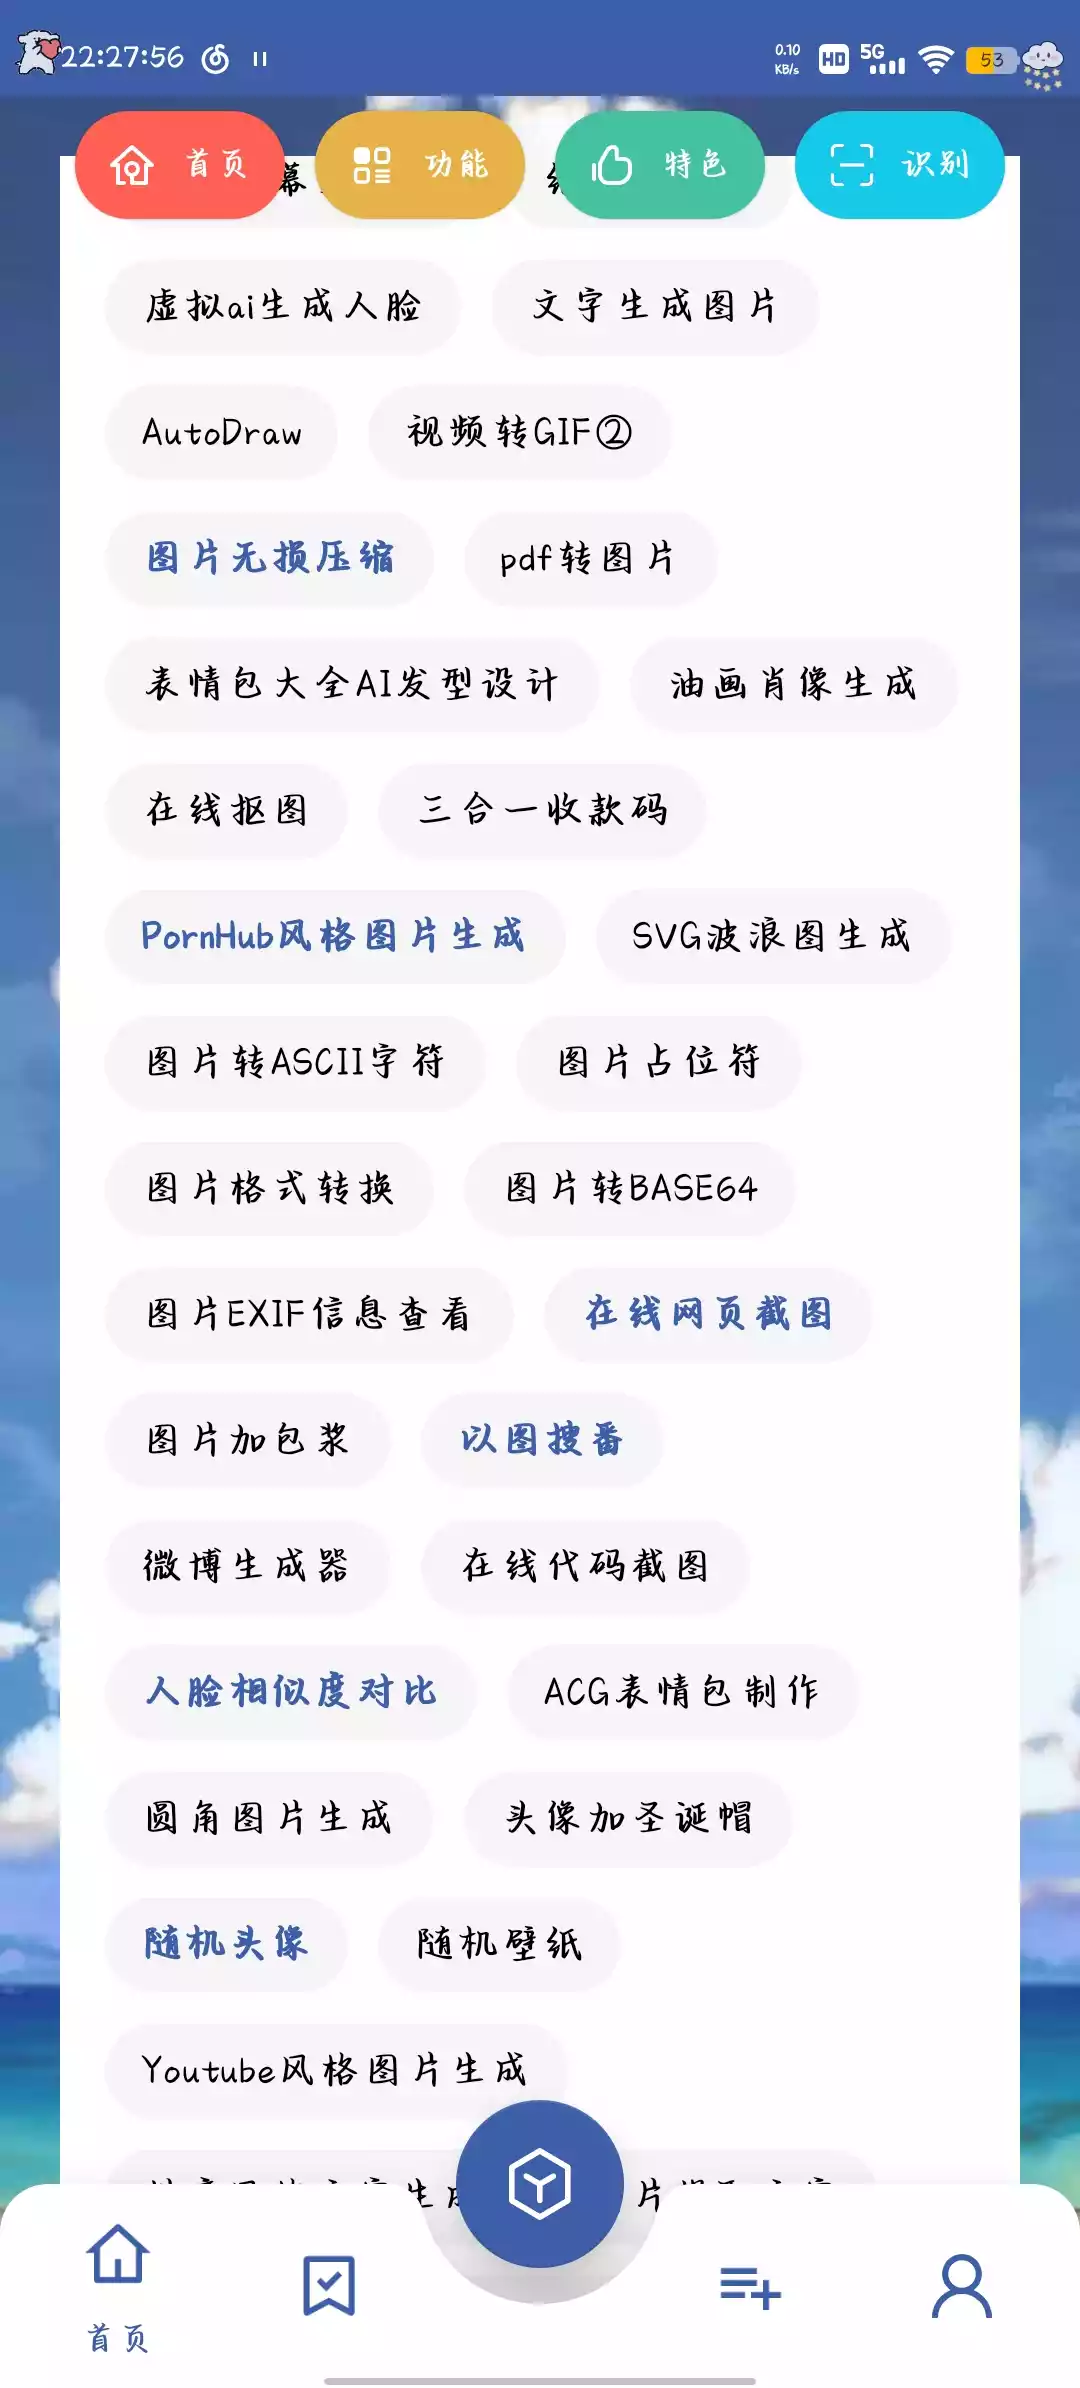 22:27:56
0.10 KB/s HD 5G 53
首页 功能 特色 识别
幕
虚拟ai生成人脸 文字生成图片
AutoDraw 视频转GIF②
图片无损压缩 pdf转图片
表情包大全AI发型设计 油画肖像生成
在线抠图 三合一收款码
PornHub风格图片生成 SVG波浪图生成
图片转ASCII字符 图片占位符
图片格式转换 图片转BASE64
图片EXIF信息查看 在线网页截图
图片加包浆 以图搜番
微博生成器 在线代码截图
人脸相似度对比 ACG表情包制作
圆角图片生成 头像加圣诞帽
随机头像 随机壁纸
Youtube风格图片生成
首页